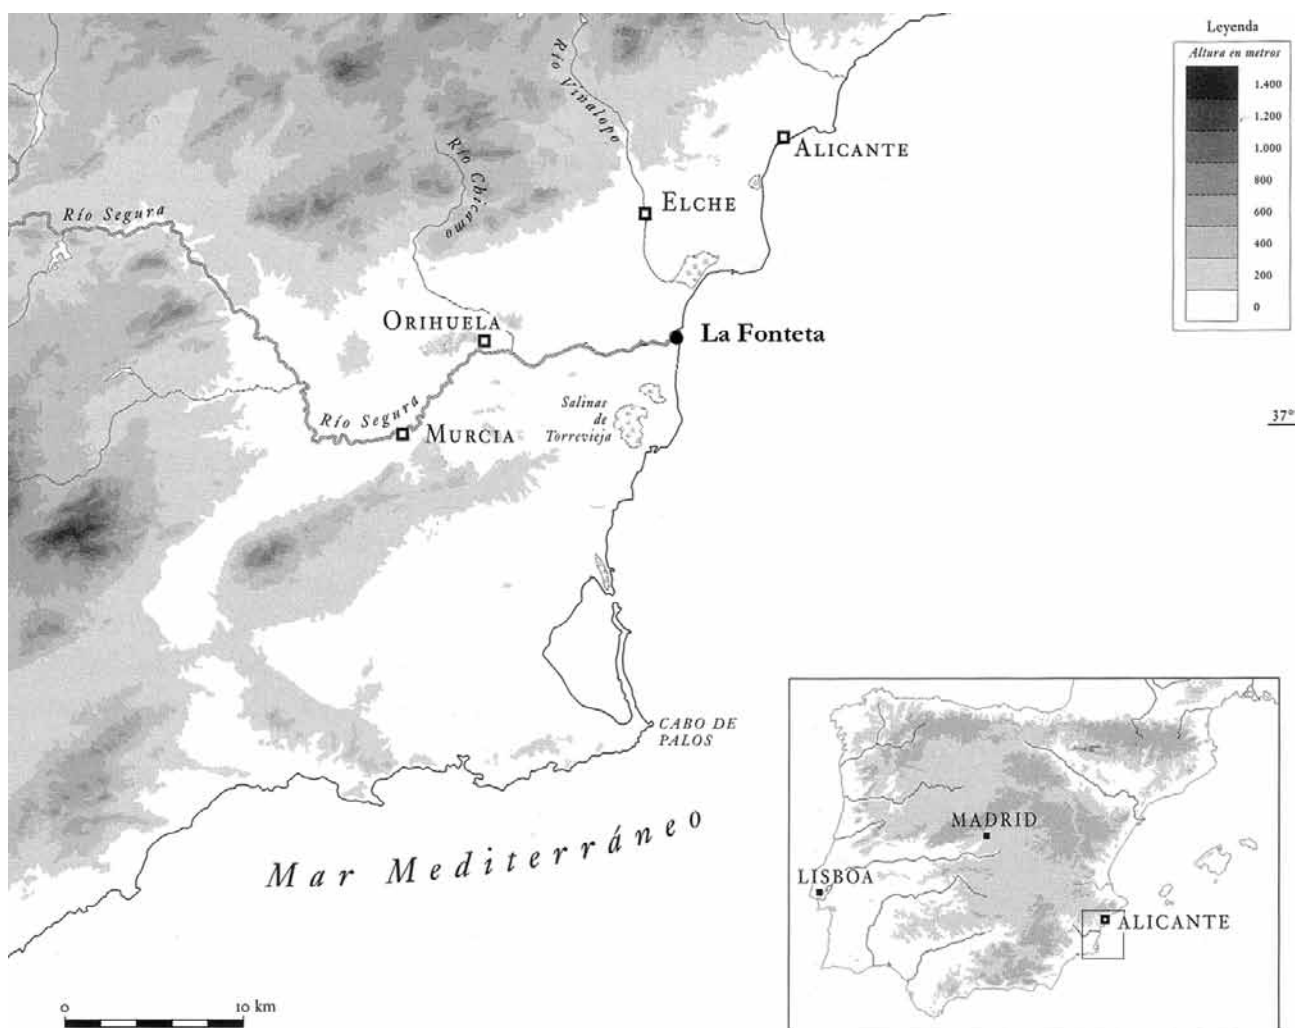 Leyenda
Altura en metros
1.400
1.200
1.000
800
600
400
200
0
Río Vinalopo
ALICANTE
Río Chicamo
ELCHE
Río Segura
ORIHUELA
La Fonteta
Salinas
de
Torrevieja
Río Segura
MURCIA
37°
CABO DE
PALOS
Mar Mediterráneo
MADRID
LISBOA
ALICANTE
0 10 km